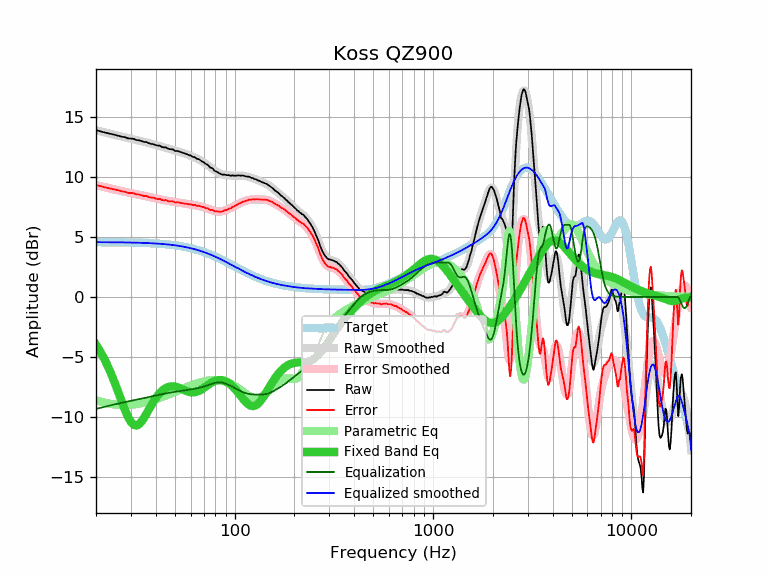 Koss QZ900
Amplitude (dBr)
15
10
5
0
−5
−10
−15
Target
Raw Smoothed
Error Smoothed
Raw
Error
Parametric Eq
Fixed Band Eq
Equalization
Equalized smoothed
100
1000
10000
Frequency (Hz)